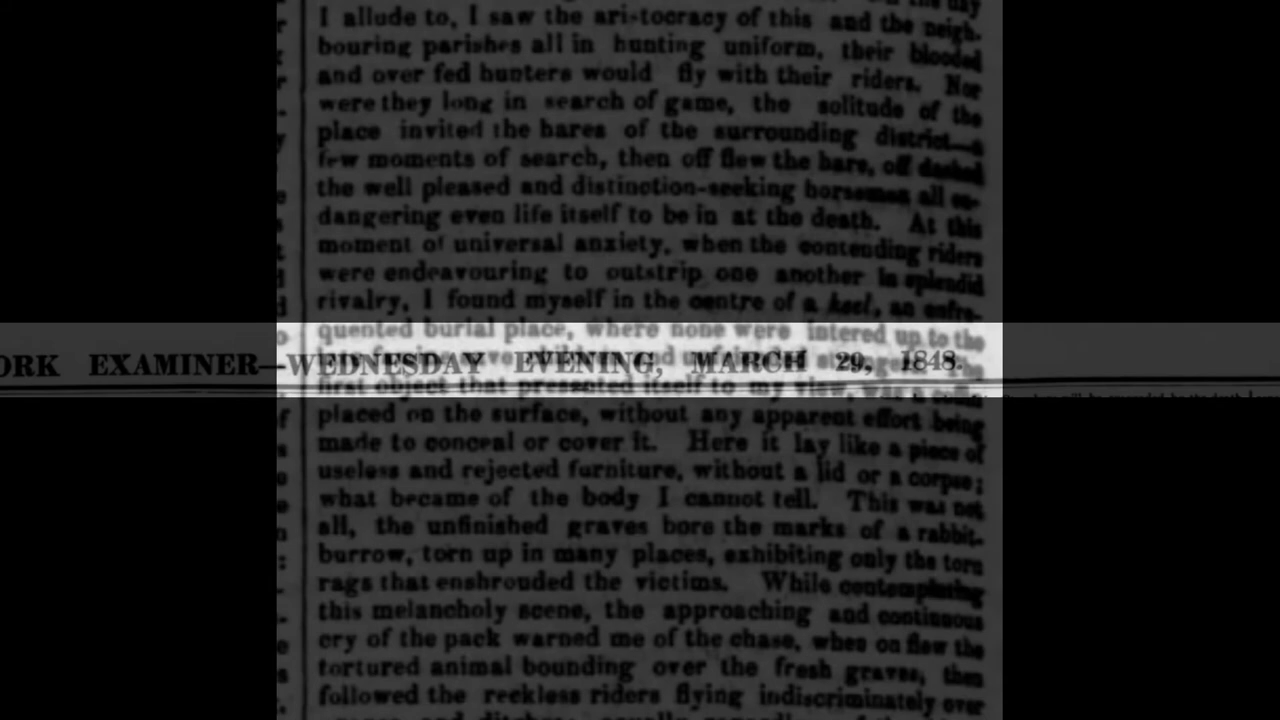 I allude to, I saw the aristocracy of this and the neigh-
bouring parishes all in hunting uniform, their blooded
and over fed hunters would fly with their riders. Nor
were they long in search of game, the solitude of the
place invited the hares of the surrounding district—a
few moments of search, then off flew the hare, off dashed
the well pleased and distinction-seeking horsemen all en-
dangering even life itself to be in at the death. At this
moment of universal anxiety, when the contending riders
were endeavouring to outstrip one another in splendid
rivalry, I found myself in the centre of a keel, an unfre-
quented burial place, where none were intered up to the
ORK EXAMINER—WEDNESDAY EVENING, MARCH 29, 1848.
first object that presented itself to my view, was a
placed on the surface, without any apparent effort being
made to conceal or cover it. Here it lay like a piece of
useless and rejected furniture, without a lid or a corpse;
what became of the body I cannot tell. This was not
all, the unfinished graves bore the marks of a rabbit-
burrow, torn up in many places, exhibiting only the torn
rags that enshrouded the victims. While contemplating
this melancholy scene, the approaching and continuous
cry of the pack warned me of the chase, when on flew the
tortured animal bounding over the fresh graves, then
followed the reckless riders flying indiscriminately over